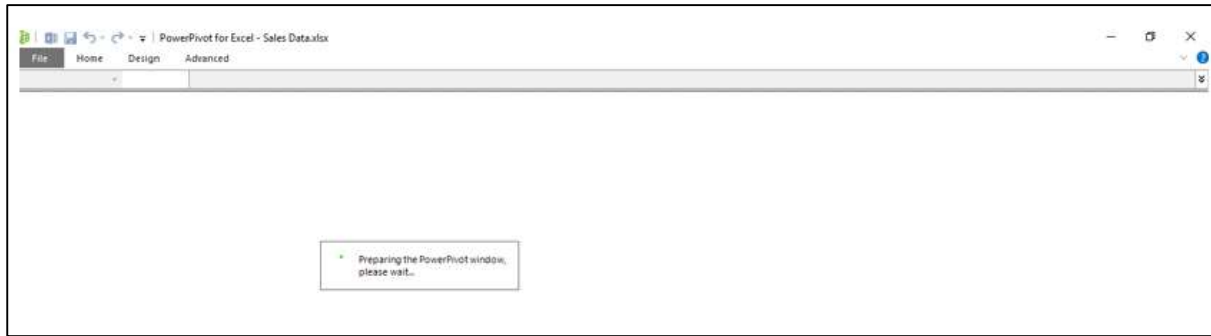 PowerPivot for Excel - Sales Data.xlsx
File Home Design Advanced
Preparing the PowerPivot window,
please wait...